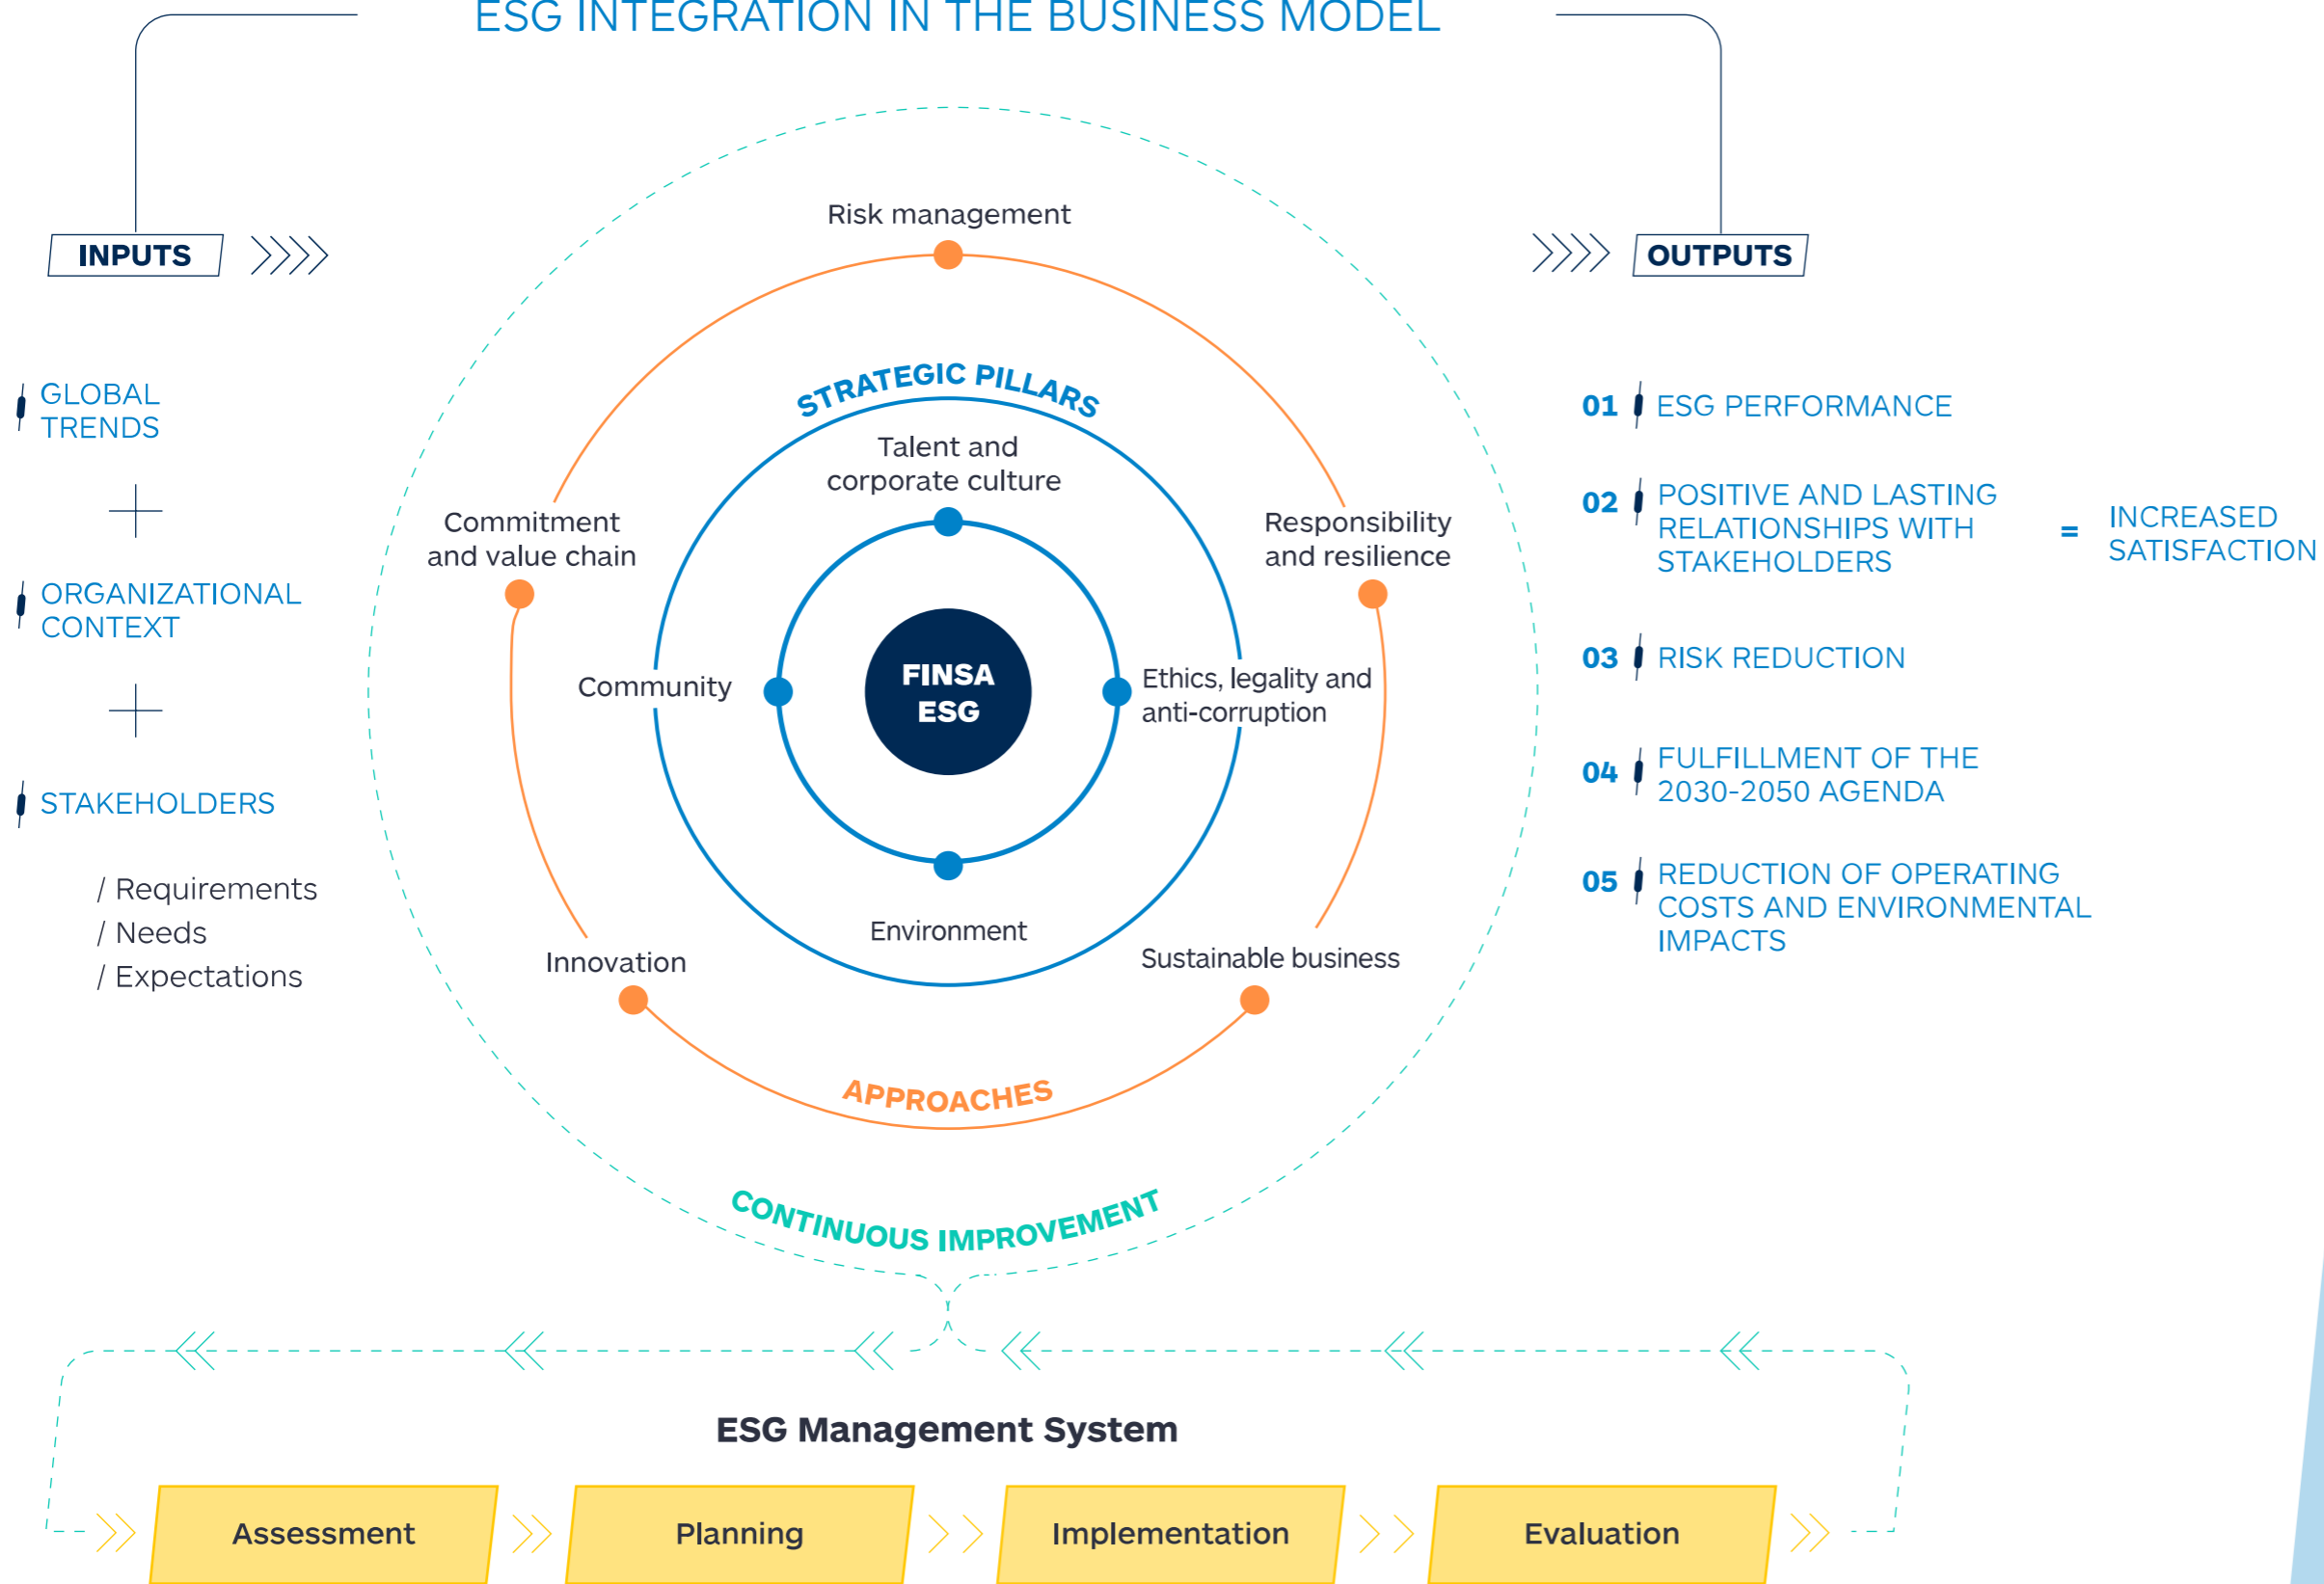 ESG INTEGRATION IN THE BUSINESS MODEL
INPUTS
GLOBAL
TRENDS
ORGANIZATIONAL
CONTEXT
STAKEHOLDERS
/ Requirements
/ Needs
/ Expectations
Risk management
STRATEGIC PILLARS
Talent and
corporate culture
Commitment
and value chain
Responsibility
and resilience
Community
FINSA
ESG
Ethics, legality and
anti-corruption
Environment
Innovation
Sustainable business
APPROACHES
CONTINUOUS IMPROVEMENT
OUTPUTS
01 ESG PERFORMANCE
02 POSITIVE AND LASTING
RELATIONSHIPS WITH
STAKEHOLDERS
= INCREASED
SATISFACTION
03 RISK REDUCTION
04 FULFILLMENT OF THE
2030-2050 AGENDA
05 REDUCTION OF OPERATING
COSTS AND ENVIRONMENTAL
IMPACTS
ESG Management System
Assessment
Planning
Implementation
Evaluation